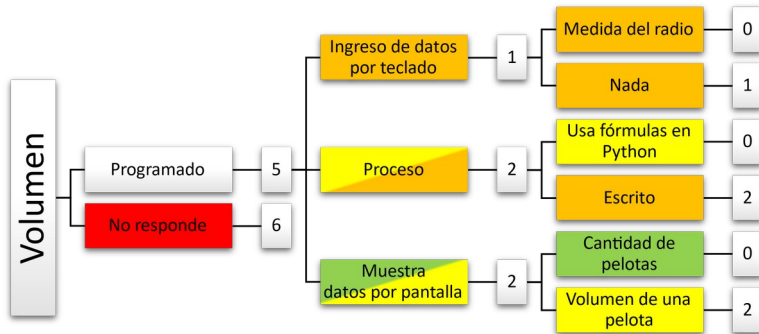 Volumen
Programado
5
No responde
6
Ingreso de datos
por teclado
1
Medida del radio
0
Nada
1
Proceso
2
Usa fórmulas en
Python
0
Escrito
2
Muestra
datos por pantalla
2
Cantidad de
pelotas
0
Volumen de una
pelota
2